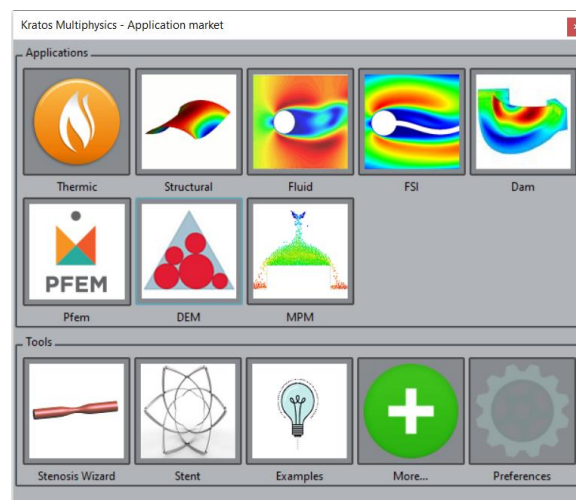 Kratos Multiphysics - Application market
Applications
Thermic
Structural
Fluid
FSI
Dam
PFEM
Pfem
DEM
MPM
Tools
Stenosis Wizard
Stent
Examples
More...
Preferences